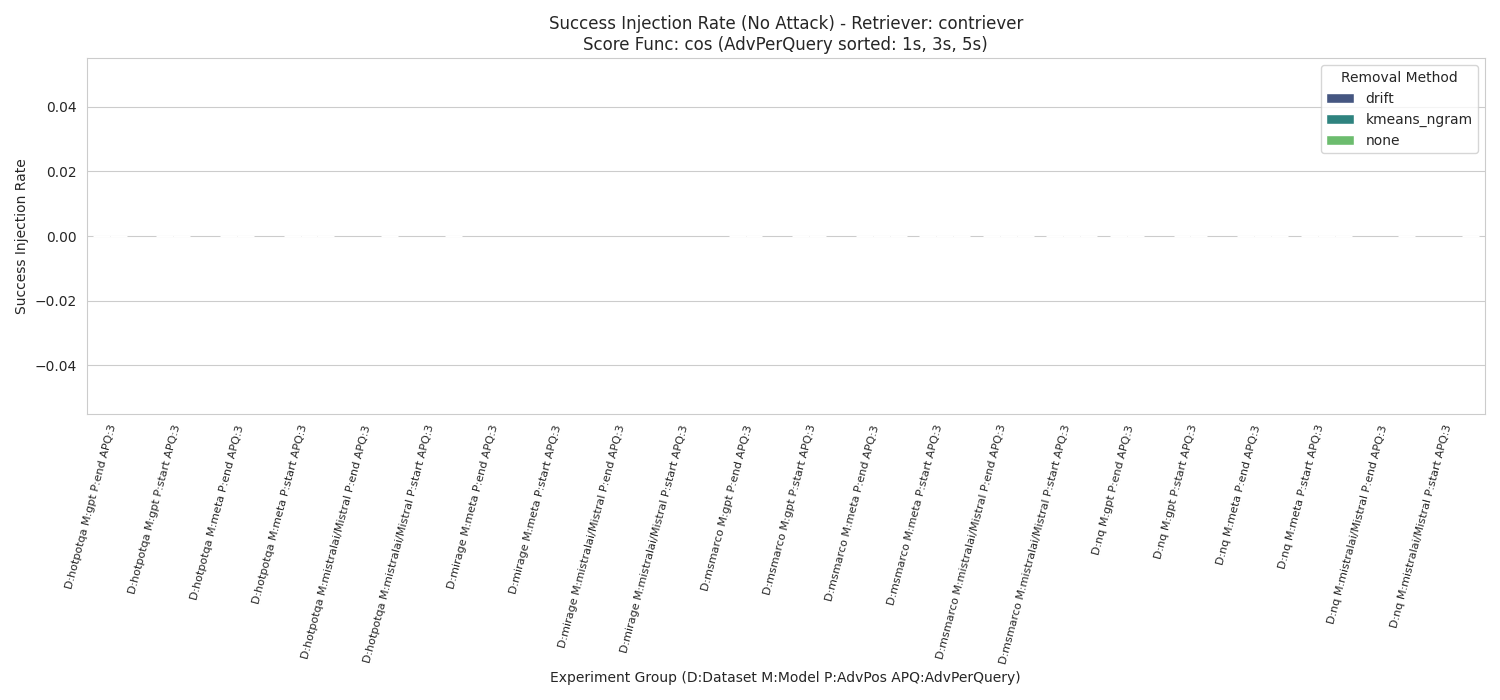 Success Injection Rate (No Attack) - Retriever: contriever
Score Func: cos (AdvPerQuery sorted: 1s, 3s, 5s)
Removal Method
drift
kmeans_ngram
none
Success Injection Rate
0.04
0.02
0.00
−0.02
−0.04
D:hotpotqa M:gpt P:end APQ:3
D:hotpotqa M:gpt P:start APQ:3
D:hotpotqa M:meta P:end APQ:3
D:hotpotqa M:meta P:start APQ:3
D:hotpotqa M:mistralai/Mistral P:end APQ:3
D:hotpotqa M:mistralai/Mistral P:start APQ:3
D:mirage M:meta P:end APQ:3
D:mirage M:meta P:start APQ:3
D:mirage M:mistralai/Mistral P:end APQ:3
D:mirage M:mistralai/Mistral P:start APQ:3
D:msmarco M:gpt P:end APQ:3
D:msmarco M:gpt P:start APQ:3
D:msmarco M:meta P:end APQ:3
D:msmarco M:meta P:start APQ:3
D:msmarco M:mistralai/Mistral P:end APQ:3
D:msmarco M:mistralai/Mistral P:start APQ:3
D:nq M:gpt P:end APQ:3
D:nq M:gpt P:start APQ:3
D:nq M:meta P:end APQ:3
D:nq M:meta P:start APQ:3
D:nq M:mistralai/Mistral P:end APQ:3
D:nq M:mistralai/Mistral P:start APQ:3
Experiment Group (D:Dataset M:Model P:AdvPos APQ:AdvPerQuery)